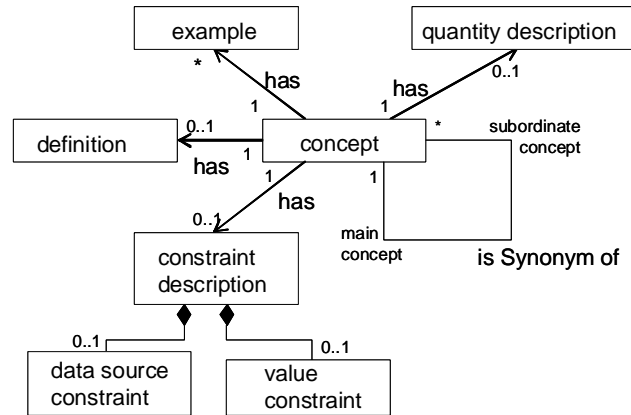 example
quantity description
*
has
has
0..1
1
1
0..1
*
subordinate
concept
definition
concept
has
1
1
1
has
main
concept
is Synonym of
0..1
constraint
description
0..1
0..1
data source
constraint
value
constraint